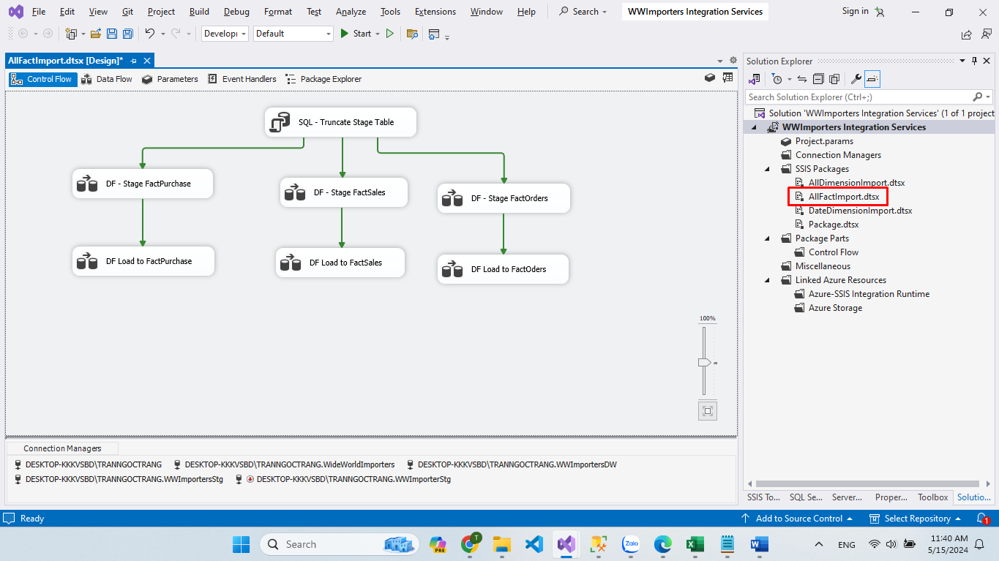 File Edit View Git Project Build Debug Format Test Analyze Tools Extensions Window Help Search WWImporters Integration Services Sign in
Developr Default Start
AllFactImport.dtsx [Design]*
Control Flow Data Flow Parameters Event Handlers Package Explorer
SQL - Truncate Stage Table
DF - Stage FactPurchase
DF - Stage FactSales
DF - Stage FactOrders
DF Load to FactPurchase
DF Load to FactSales
DF Load to FactOders
100%
Connection Managers
DESKTOP-KKKVSBD\TRANNGOCTRANG DESKTOP-KKKVSBD\TRANNGOCTRANG.WideWorldImporters DESKTOP-KKKVSBD\TRANNGOCTRANG.WWImportersDW
DESKTOP-KKKVSBD\TRANNGOCTRANG.WWImportersStg DESKTOP-KKKVSBD\TRANNGOCTRANG.WWImporterStg
Solution Explorer
Search Solution Explorer (Ctrl+;)
Solution 'WWImporters Integration Services' (1 of 1 project
WWImporters Integration Services
Project.params
Connection Managers
SSIS Packages
AllDimensionImport.dtsx
AllFactImport.dtsx
DateDimensionImport.dtsx
Package.dtsx
Package Parts
Control Flow
Miscellaneous
Linked Azure Resources
Azure-SSIS Integration Runtime
Azure Storage
SSIS To... SQL Se... Server... Proper... Toolbox Solutio...
Ready Add to Source Control Select Repository 1
Search PRE T Zalo ENG 11:40 AM
5/15/2024